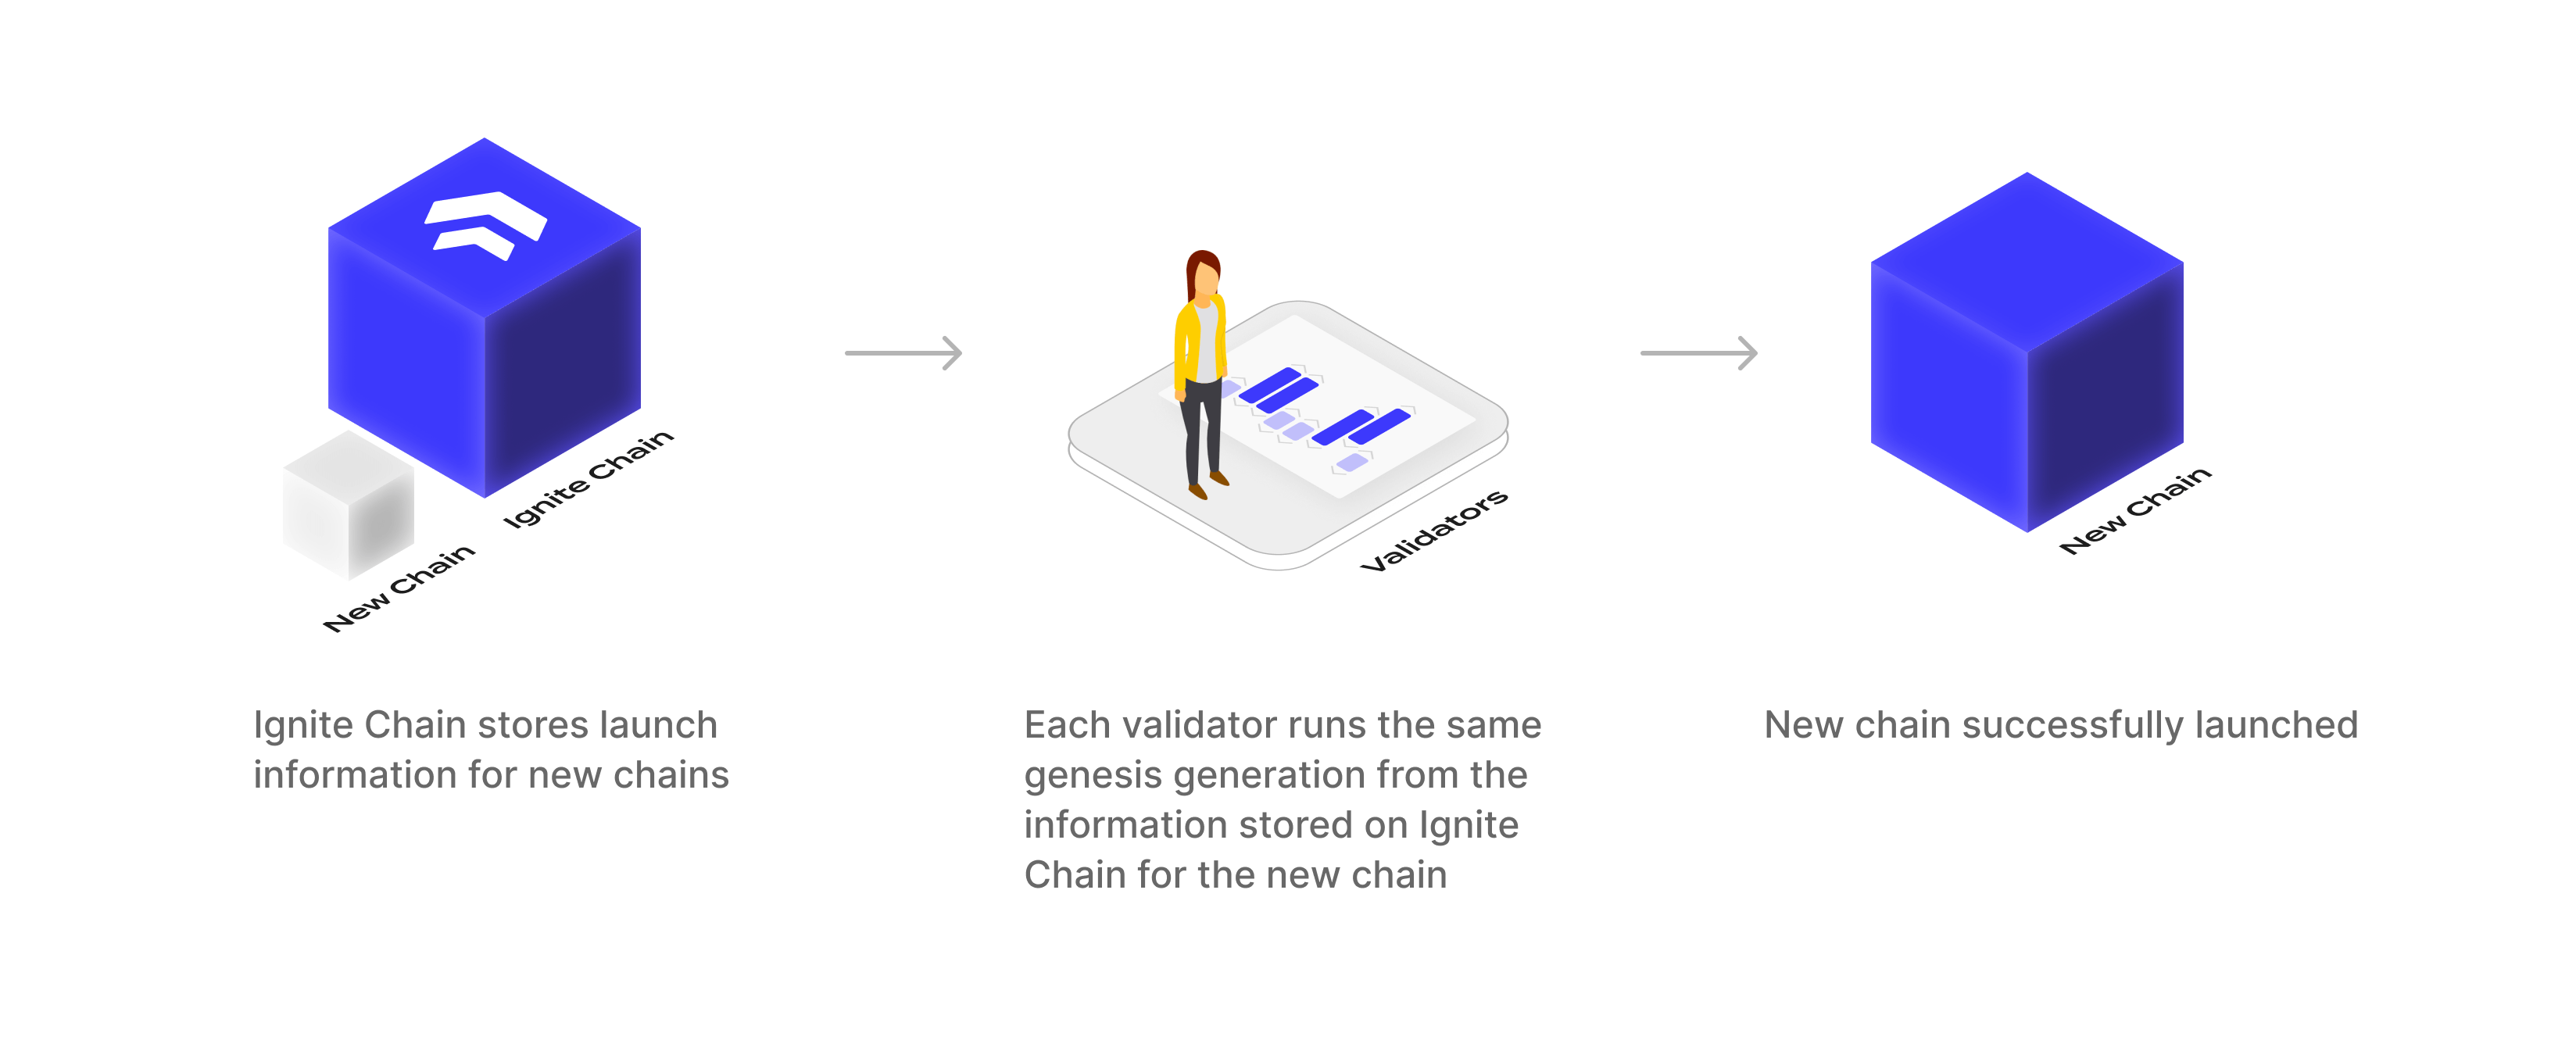 Ignite Chain
New Chain
Validators
New Chain
Ignite Chain stores launch
information for new chains
Each validator runs the same
genesis generation from the
information stored on Ignite
Chain for the new chain
New chain successfully launched